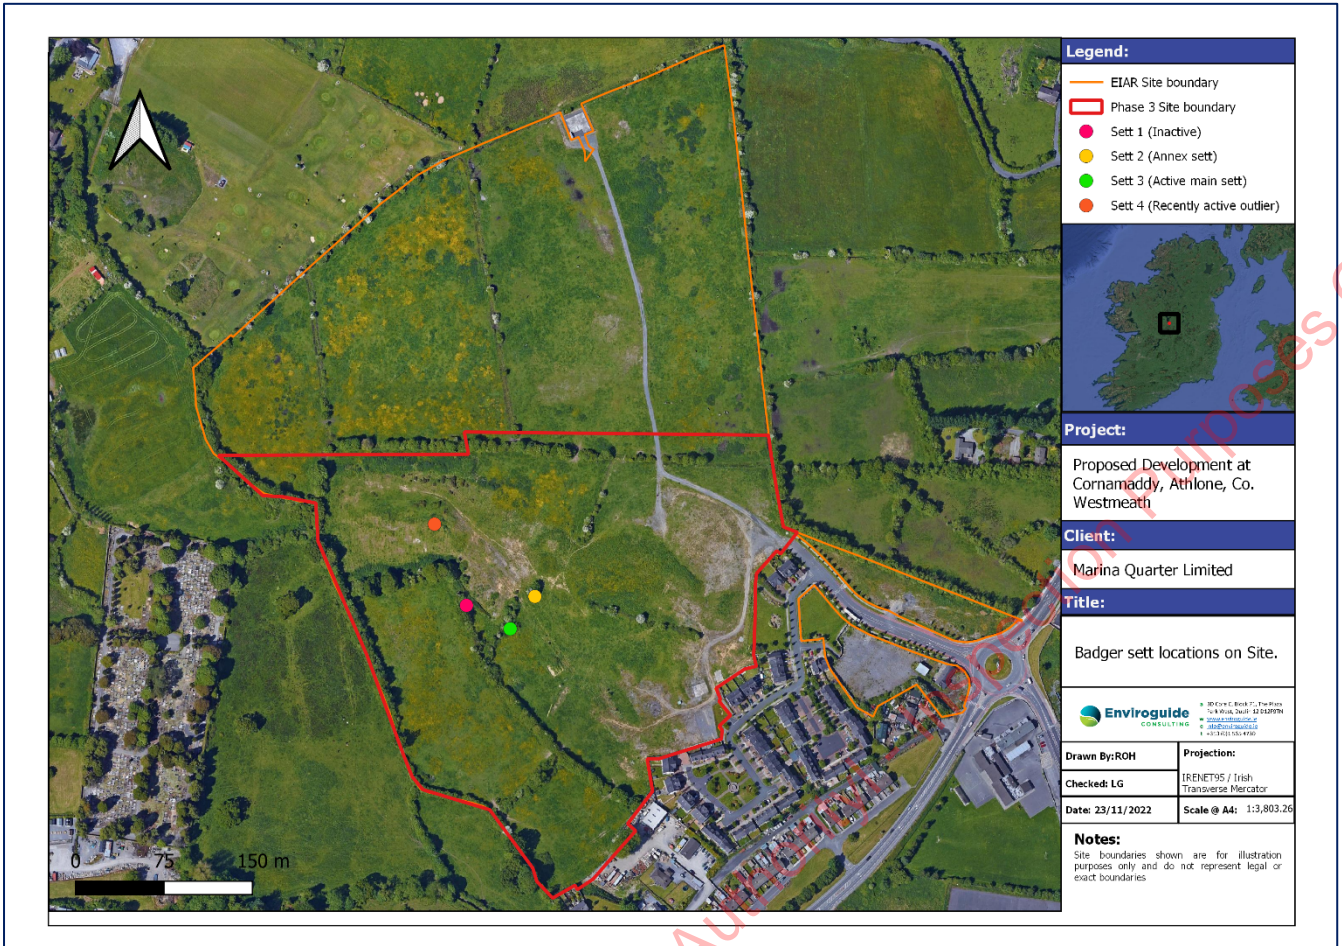 Legend:
EIAR Site boundary
Phase 3 Site boundary
Sett 1 (Inactive)
Sett 2 (Annex sett)
Sett 3 (Active main sett)
Sett 4 (Recently active outlier)
Project:
Proposed Development at
Cornamaddy, Athlone, Co.
Westmeath
Client:
Marina Quarter Limited
Title:
Badger sett locations on Site.
Enviroguide
CONSULTING
Drawn By:ROH
Checked: LG
Date: 23/11/2022
Projection:
IRENET95 / Irish
Transverse Mercator
Scale @ A4: 1:3,803.26
Notes:
Site boundaries shown are for illustration
purposes only and do not represent legal or
exact boundaries
0 75 150 m
Purposes